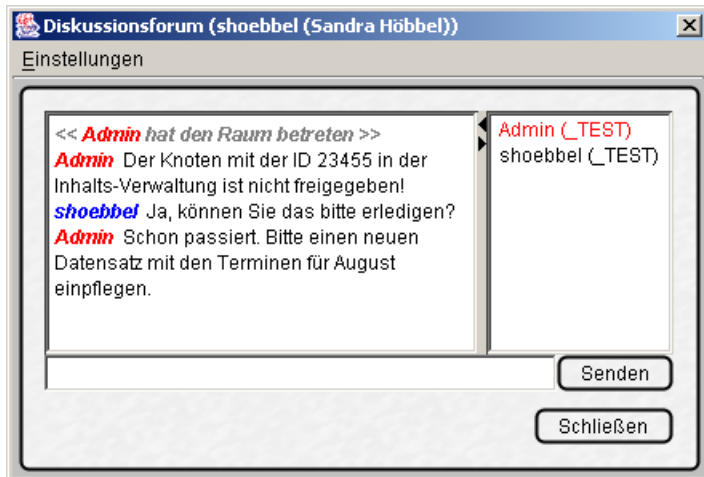 Diskussionsforum (shoebbel (Sandra Höbbel))
Einstellungen
<< Admin hat den Raum betreten >>
Admin Der Knoten mit der ID 23455 in der
Inhalts-Verwaltung ist nicht freigegeben!
shoebbel Ja, können Sie das bitte erledigen?
Admin Schon passiert. Bitte einen neuen
Datensatz mit den Terminen für August
einpflegen.
Admin (_TEST)
shoebbel (_TEST)
Senden
Schließen